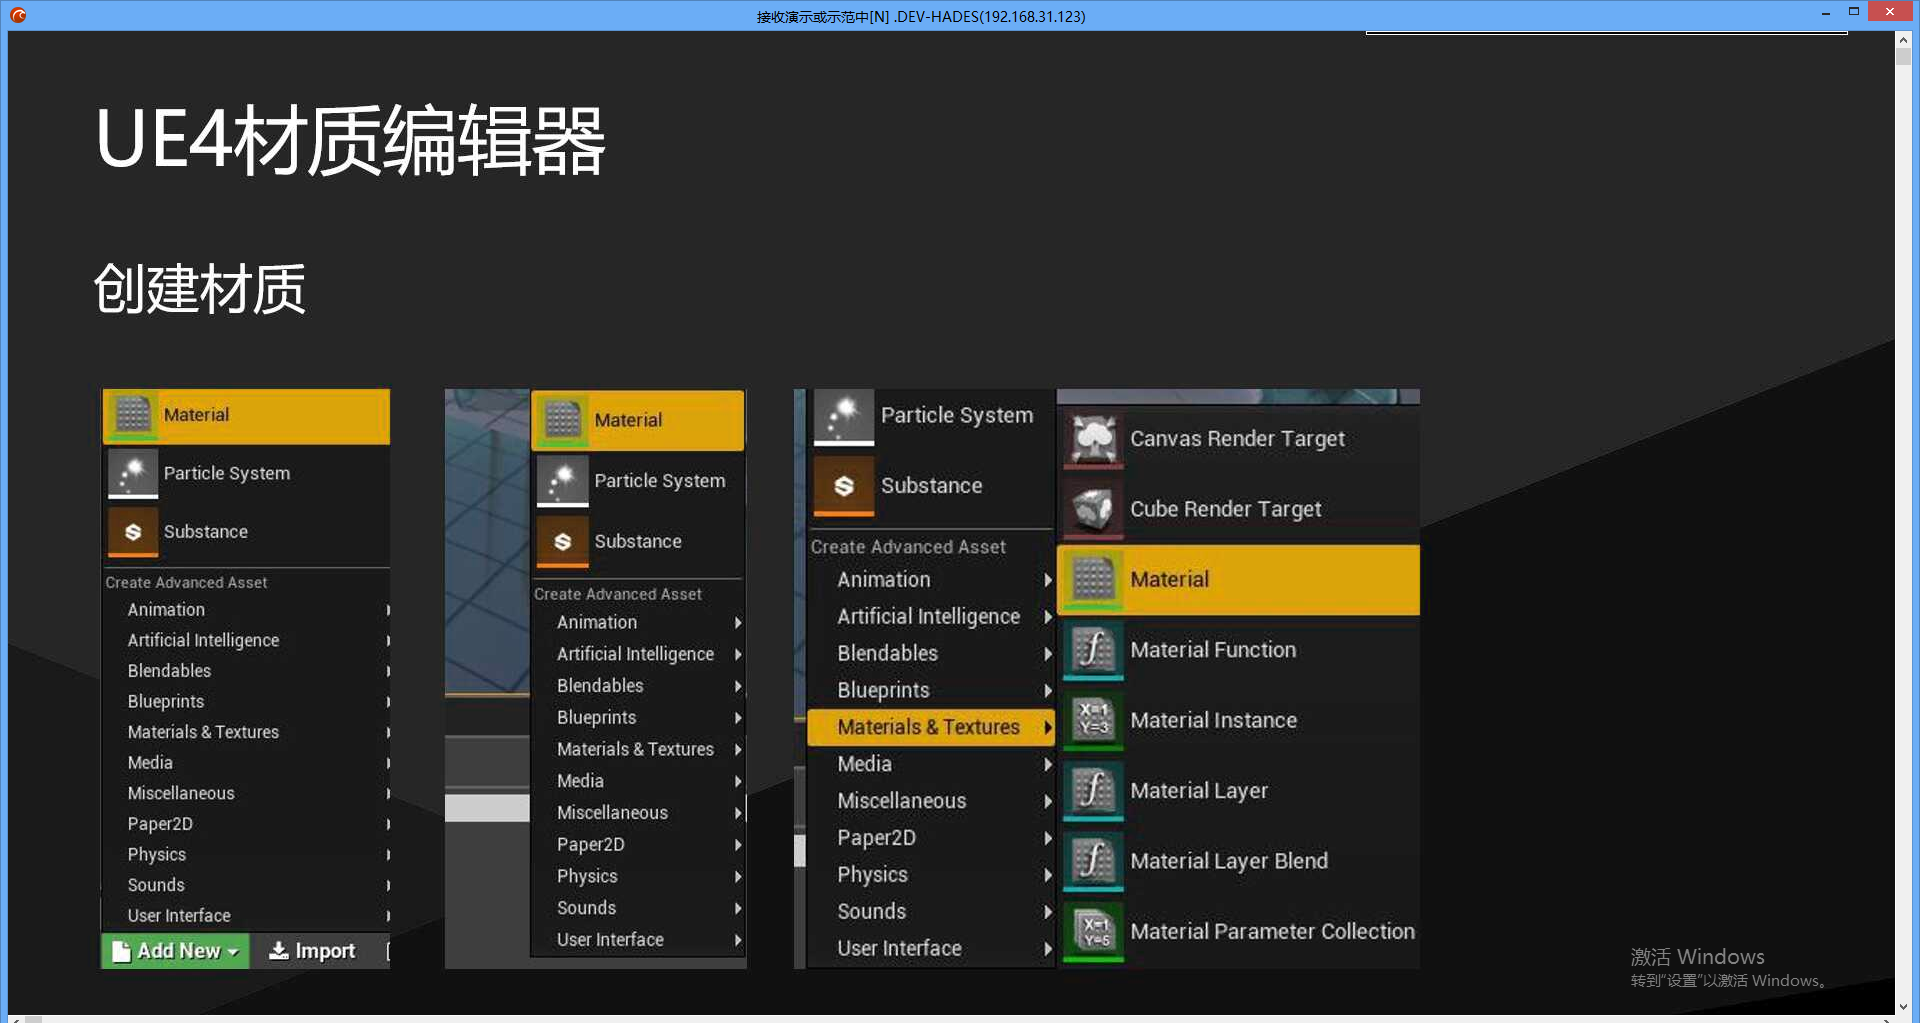 接收演示或示范中[N] .DEV-HADES(192.168.31.123)
UE4材质编辑器
创建材质
Material
Particle System
Substance
Create Advanced Asset
Animation
Artificial Intelligence
Blendables
Blueprints
Materials & Textures
Media
Miscellaneous
Paper2D
Physics
Sounds
User Interface
Add New
Import
Material
Particle System
Substance
Create Advanced Asset
Animation
Artificial Intelligence
Blendables
Blueprints
Materials & Textures
Media
Miscellaneous
Paper2D
Physics
Sounds
User Interface
Particle System
Substance
Create Advanced Asset
Animation
Artificial Intelligence
Blendables
Blueprints
Materials & Textures
Media
Miscellaneous
Paper2D
Physics
Sounds
User Interface
Canvas Render Target
Cube Render Target
Material
Material Function
X=1
Y=3
Material Instance
Material Layer
Material Layer Blend
X=1
Y=5
Material Parameter Collection
激活 Windows
转到“设置”以激活 Windows。